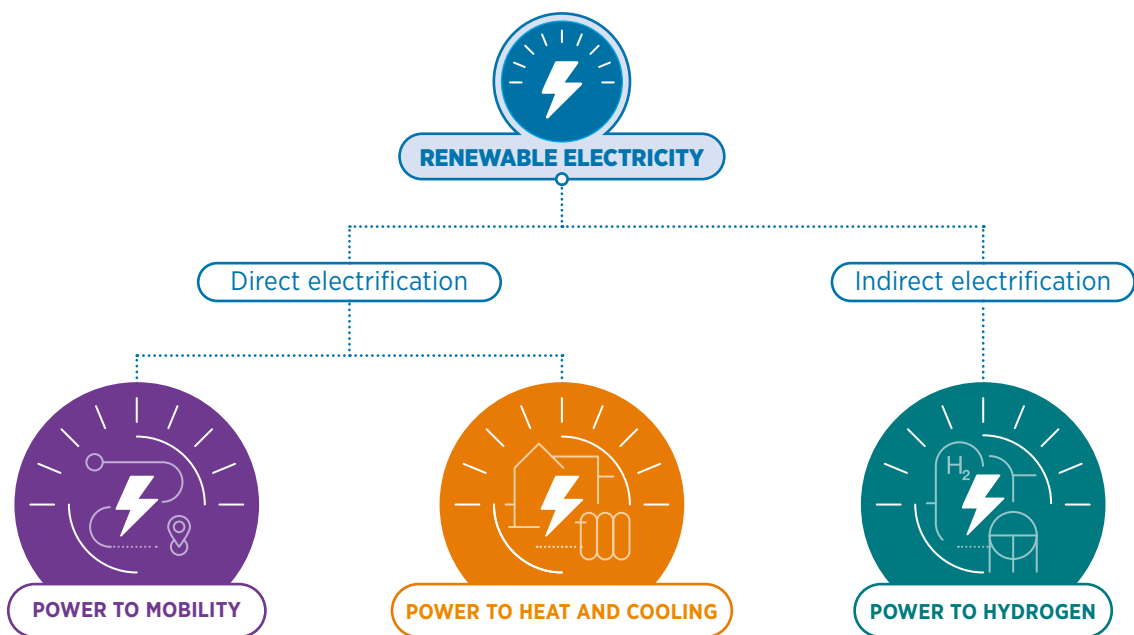 RENEWABLE ELECTRICITY
Direct electrification
Indirect electrification
H₂
POWER TO MOBILITY
POWER TO HEAT AND COOLING
POWER TO HYDROGEN